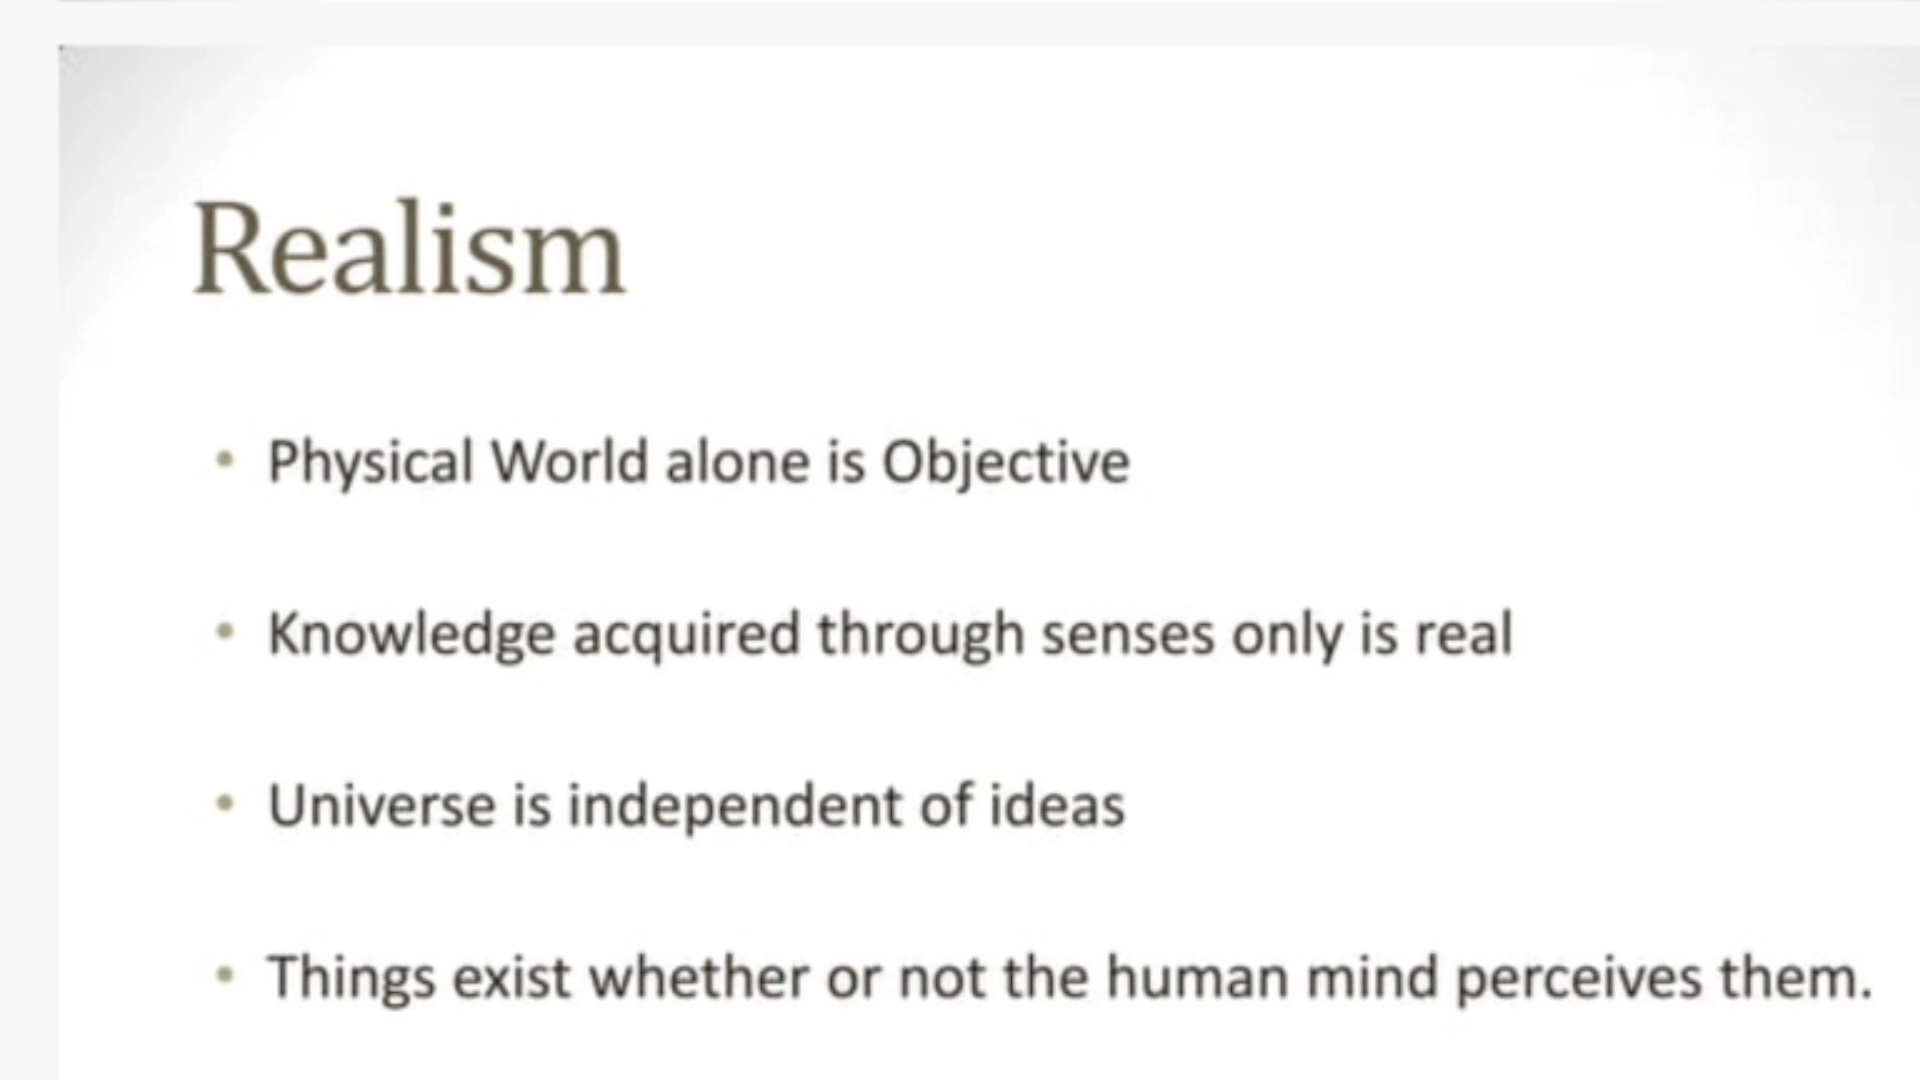 Realism
• Physical World alone is Objective
• Knowledge acquired through senses only is real
• Universe is independent of ideas
• Things exist whether or not the human mind perceives them.